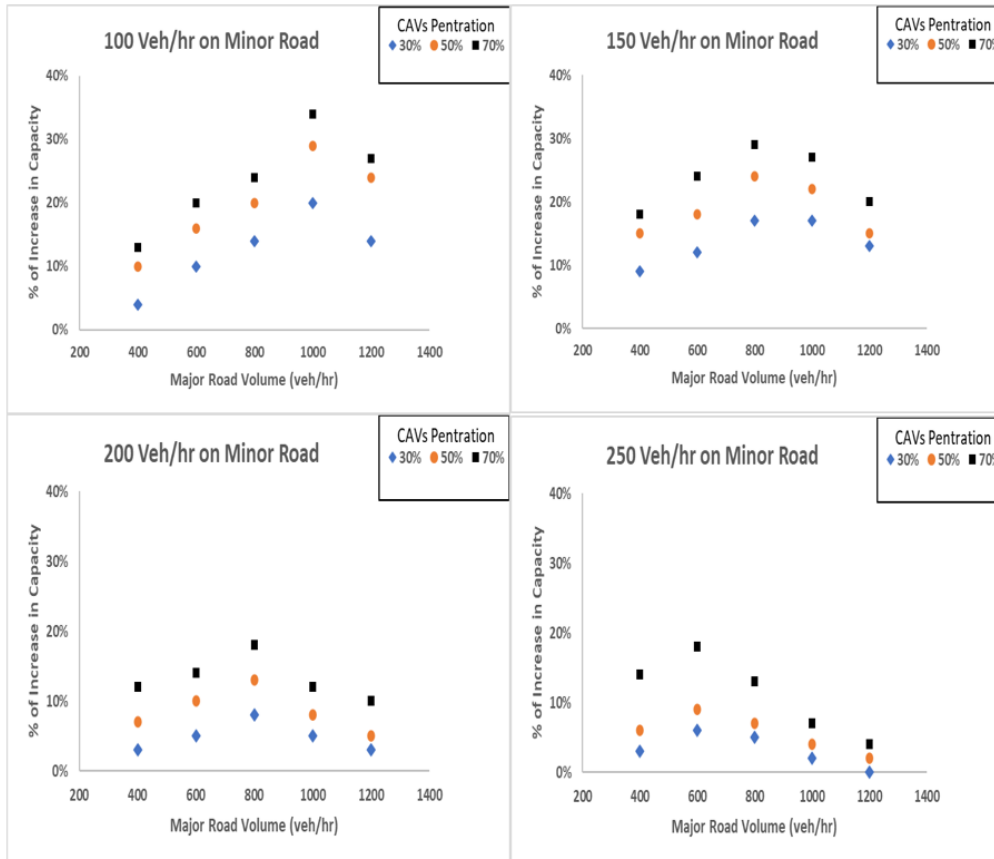 100 Veh/hr on Minor Road
CAVs Pentration
30% 50% 70%
% of Increase in Capacity
40%
30%
20%
10%
0%
200 400 600 800 1000 1200 1400
Major Road Volume (veh/hr)
150 Veh/hr on Minor Road
CAVs Pentration
30% 50% 70%
% of Increase in Capacity
40%
30%
20%
10%
0%
200 400 600 800 1000 1200 1400
Major Road Volume (veh/hr)
200 Veh/hr on Minor Road
CAVs Pentration
30% 50% 70%
% of Increase in Capacity
40%
30%
20%
10%
0%
200 400 600 800 1000 1200 1400
Major Road Volume (veh/hr)
250 Veh/hr on Minor Road
CAVs Pentration
30% 50% 70%
% of Increase in Capacity
40%
30%
20%
10%
0%
200 400 600 800 1000 1200 1400
Major Road Volume (veh/hr)